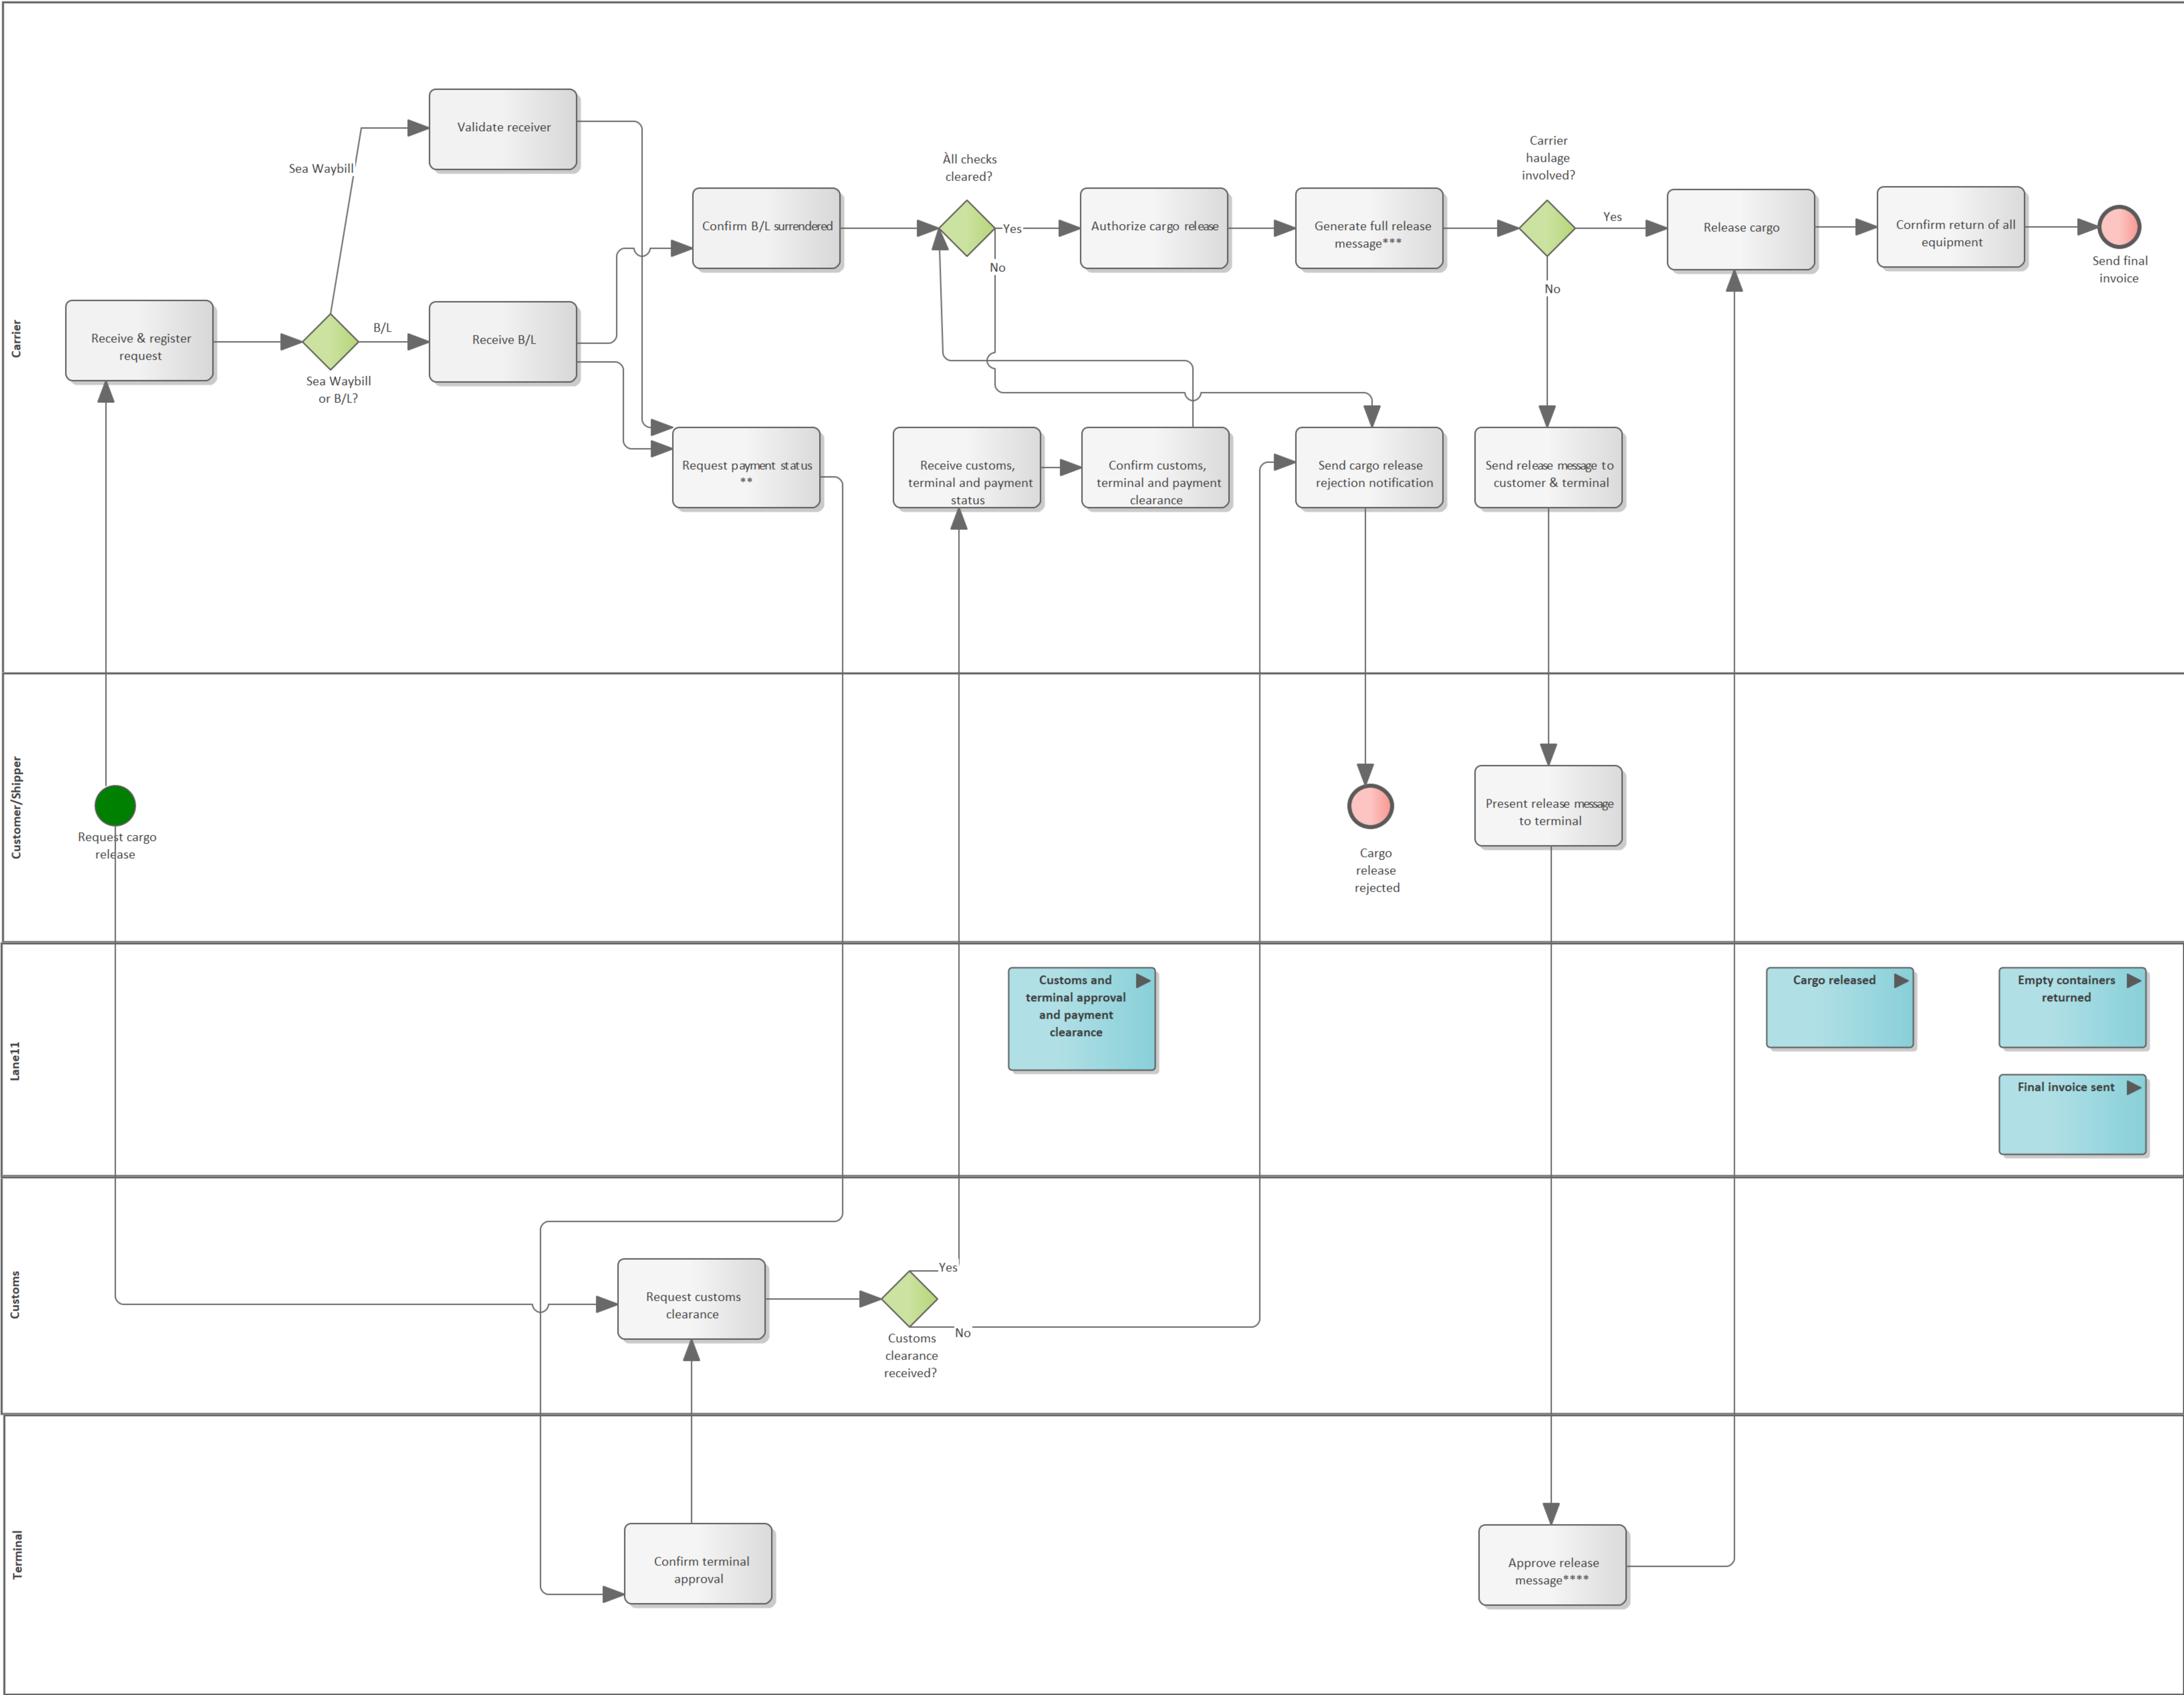 Carrier
Validate receiver
Sea Waybill
Receive & register
request
Sea Waybill
or B/L?
B/L
Receive B/L
Confirm B/L surrendered
Request payment status
**
Àll checks
cleared?
Yes
No
Authorize cargo release
Generate full release
message***
Carrier
haulage
involved?
Yes
No
Release cargo
Cornfirm return of all
equipment
Send final
invoice
Receive customs,
terminal and payment
status
Confirm customs,
terminal and payment
clearance
Send cargo release
rejection notification
Send release message to
customer & terminal
Customer/Shipper
Request cargo
release
Cargo
release
rejected
Present release message
to terminal
Lane11
Customs and
terminal approval
and payment
clearance
Cargo released
Empty containers
returned
Final invoice sent
Customs
Request customs
clearance
Yes
No
Customs
clearance
received?
Terminal
Confirm terminal
approval
Approve release
message****